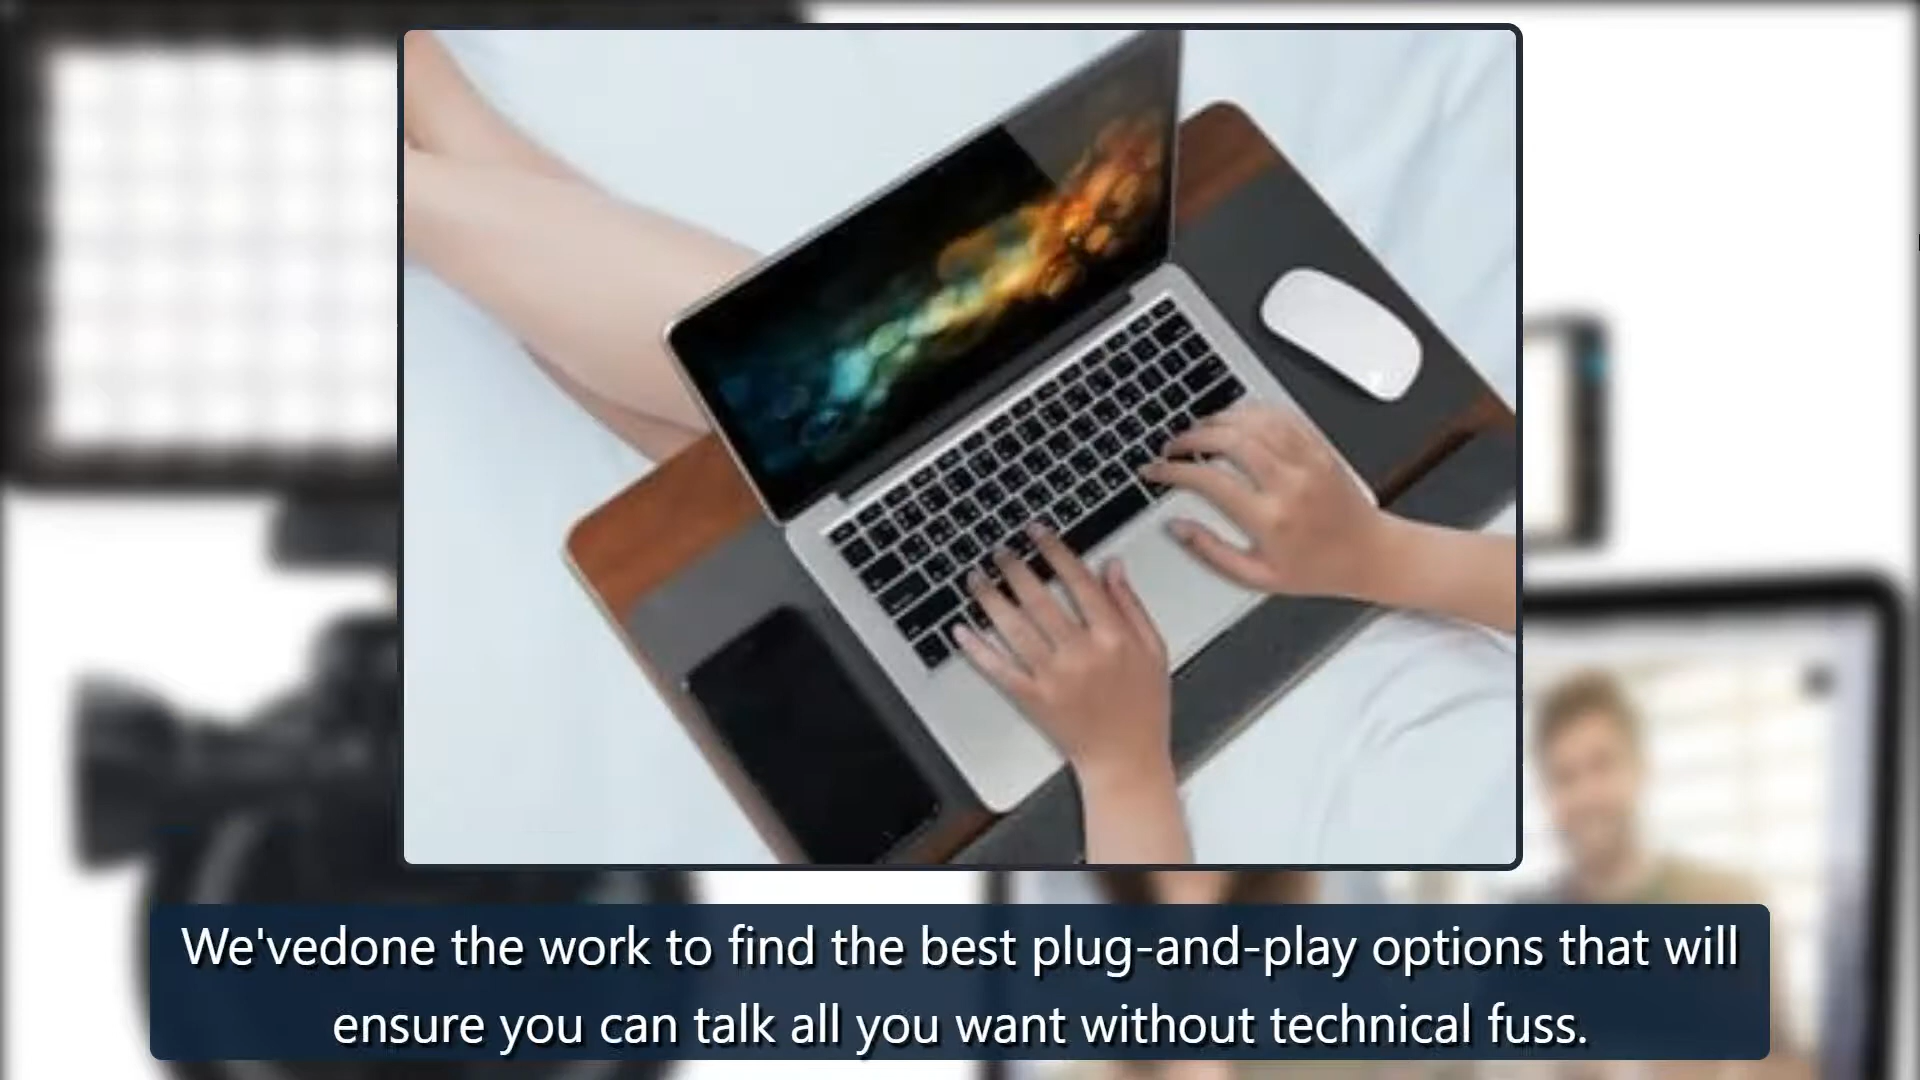 We'vedone the work to find the best plug-and-play options that will
ensure you can talk all you want without technical fuss.